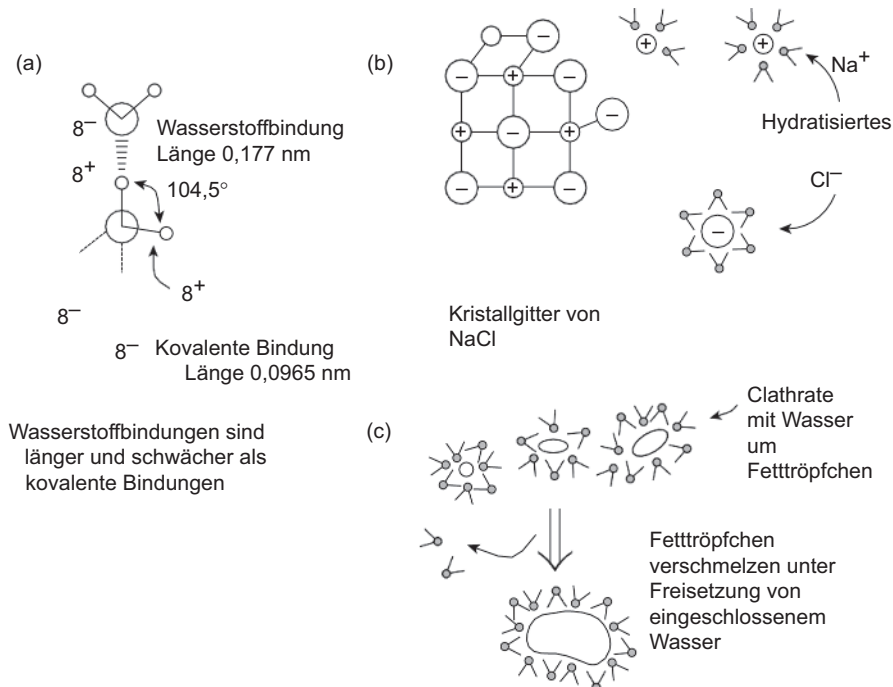 (a)
8–
Wasserstoffbindung
Länge 0,177 nm
8+
104,5°
8+
8–
8–
Kovalente Bindung
Länge 0,0965 nm
Wasserstoffbindungen sind
länger und schwächer als
kovalente Bindungen
(b)
–
– + –
+ – + –
– + –
+
+
Na+
Hydratisiertes
Cl–
–
Kristallgitter von
NaCl
(c)
Clathrate
mit Wasser
um
Fetttröpfchen
Fetttröpfchen
verschmelzen unter
Freisetzung von
eingeschlossenem
Wasser